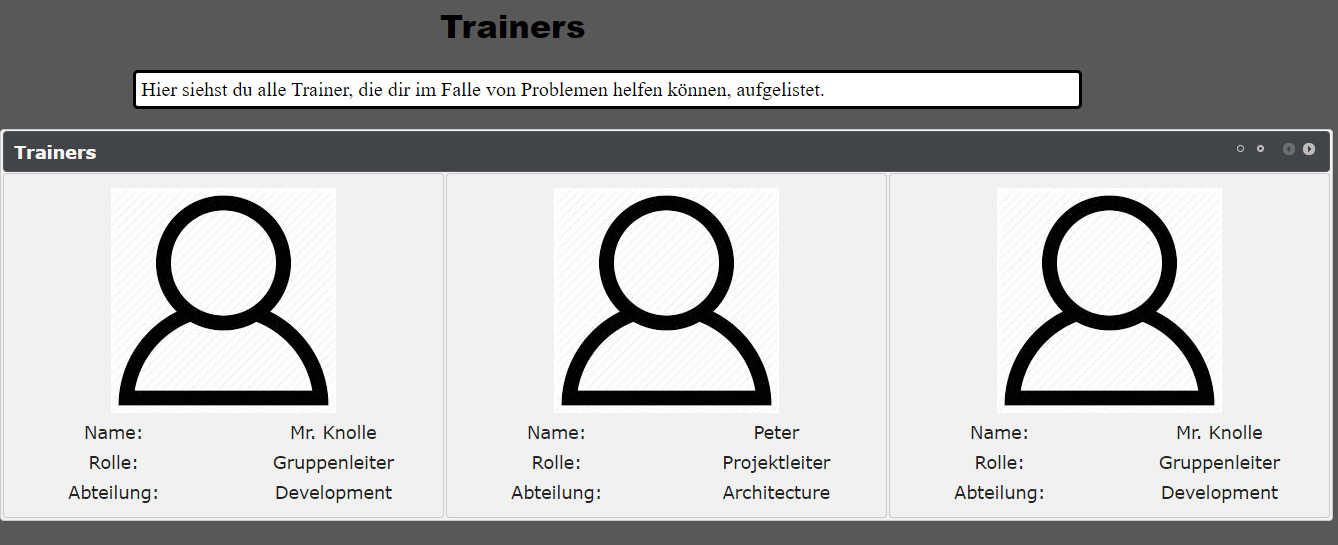 Trainers
Hier siehst du alle Trainer, die dir im Falle von Problemen helfen können, aufgelistet.
Trainers
Name: Mr. Knolle
Rolle: Gruppenleiter
Abteilung: Development
Name: Peter
Rolle: Projektleiter
Abteilung: Architecture
Name: Mr. Knolle
Rolle: Gruppenleiter
Abteilung: Development